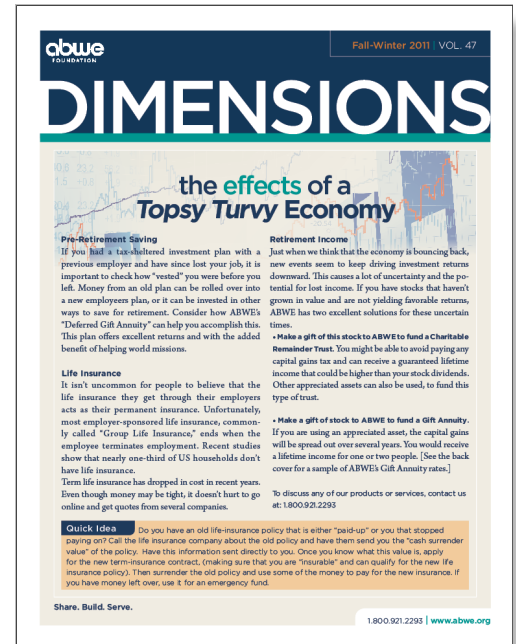 abwe
FOUNDATION
Fall-Winter 2011 | VOL. 47
DIMENSIONS
the effects of a
Topsy Turvy Economy
Pre-Retirement Saving
If you had a tax-sheltered investment plan with a
previous employer and have since lost your job, it is
important to check how “vested” you were before you
left. Money from an old plan can be rolled over into
a new employeers plan, or it can be invested in other
ways to save for retirement. Consider how ABWE’s
“Deferred Gift Annuity” can help you accomplish this.
This plan offers excellent returns and with the added
benefit of helping world missions.
Life Insurance
It isn’t uncommon for people to believe that the
life insurance they get through their employers
acts as their permanent insurance. Unfortunately,
most employer-sponsored life insurance, common-
ly called “Group Life Insurance,” ends when the
employee terminates employment. Recent studies
show that nearly one-third of US households don’t
have life insurance.
Term life insurance has dropped in cost in recent years.
Even though money may be tight, it doesn’t hurt to go
online and get quotes from several companies.
Retirement Income
Just when we think that the economy is bouncing back,
new events seem to keep driving investment returns
downward. This causes a lot of uncertainty and the po-
tential for lost income. If you have stocks that haven’t
grown in value and are not yielding favorable returns,
ABWE has two excellent solutions for these uncertain
times.
• Make a gift of this stock to ABWE to fund a Charitable
Remainder Trust. You might be able to avoid paying any
capital gains tax and can receive a guaranteed lifetime
income that could be higher than your stock dividends.
Other appreciated assets can also be used, to fund this
type of trust.
• Make a gift of stock to ABWE to fund a Gift Annuity.
If you are using an appreciated asset, the capital gains
will be spread out over several years. You would receive
a lifetime income for one or two people. [See the back
cover for a sample of ABWE’s Gift Annuity rates.]
To discuss any of our products or services, contact us
at: 1.800.921.2293
Quick Idea Do you have an old life-insurance policy that is either “paid-up” or you that stopped
paying on? Call the life insurance company about the old policy and have them send you the “cash surrender
value” of the policy. Have this information sent directly to you. Once you know what this value is, apply
for the new term-insurance contract, (making sure that you are “insurable” and can qualify for the new life
insurance policy). Then surrender the old policy and use some of the money to pay for the new insurance. If
you have money left over, use it for an emergency fund.
Share. Build. Serve.
1.800.921.2293 | www.abwe.org